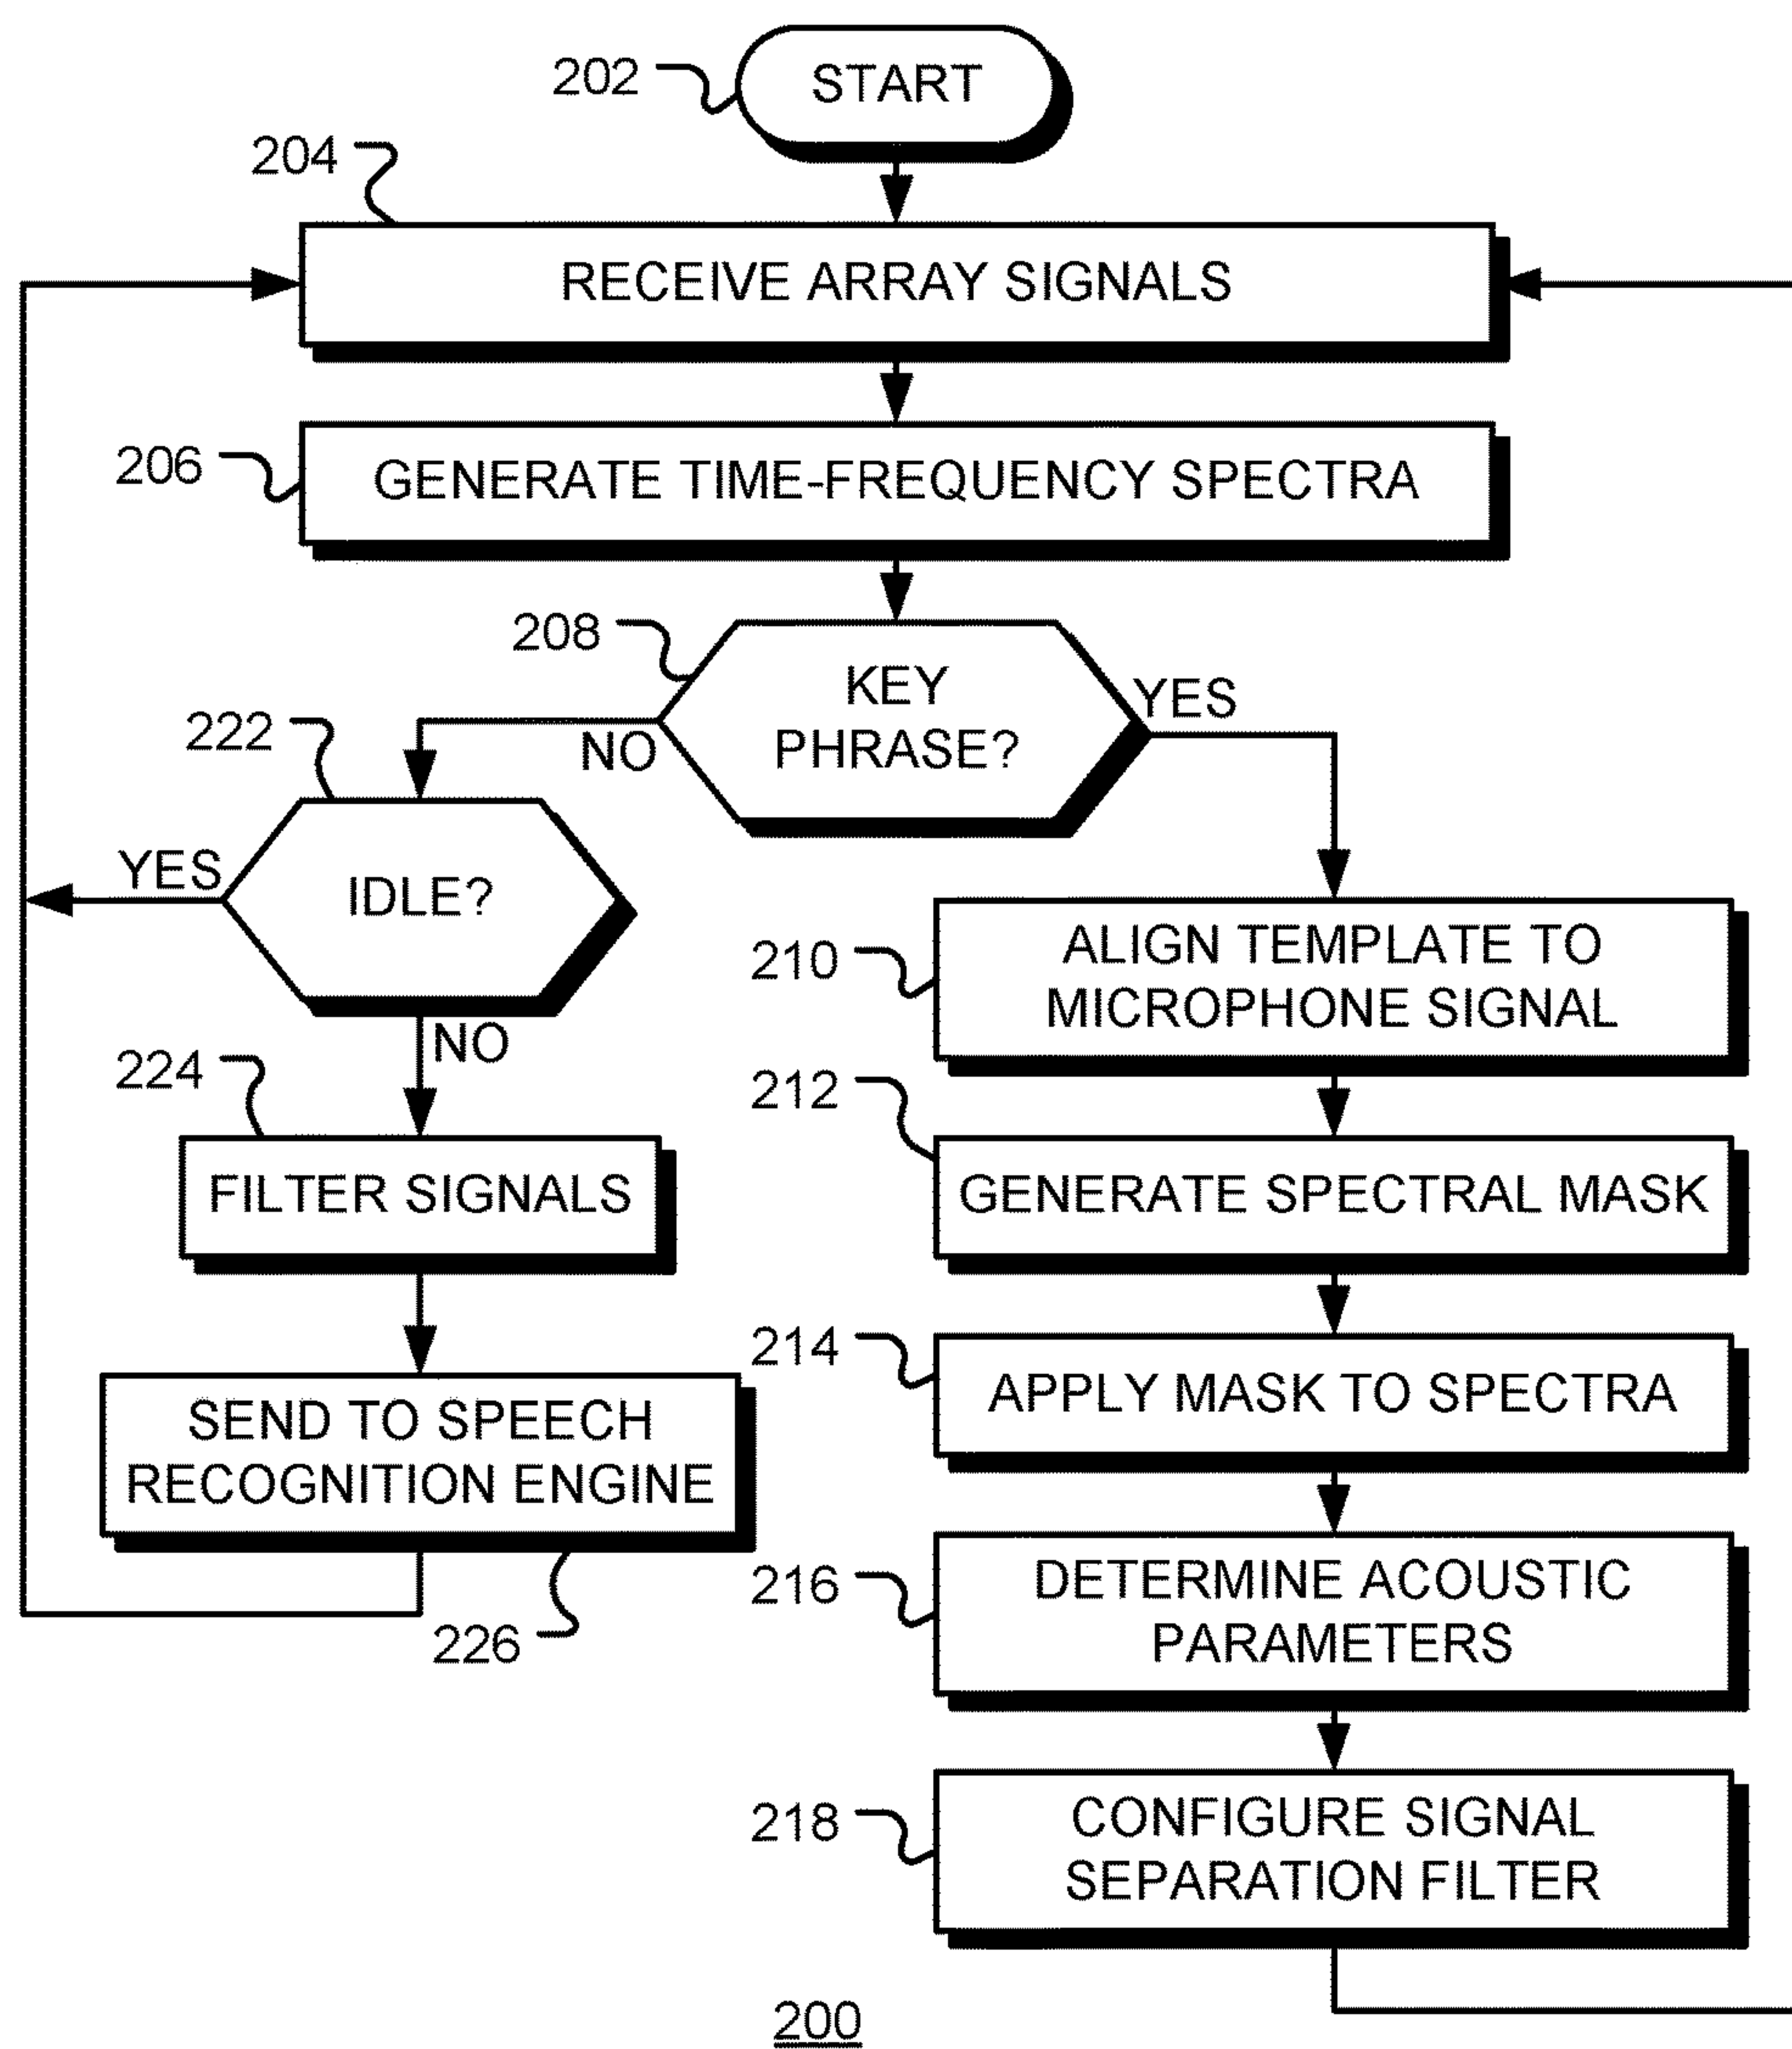 202
START
204
RECEIVE ARRAY SIGNALS
206
GENERATE TIME-FREQUENCY SPECTRA
208
KEY
PHRASE?
YES
NO
222
YES
IDLE?
NO
210
ALIGN TEMPLATE TO
MICROPHONE SIGNAL
224
FILTER SIGNALS
212
GENERATE SPECTRAL MASK
214
APPLY MASK TO SPECTRA
SEND TO SPEECH
RECOGNITION ENGINE
226
216
DETERMINE ACOUSTIC
PARAMETERS
218
CONFIGURE SIGNAL
SEPARATION FILTER
200